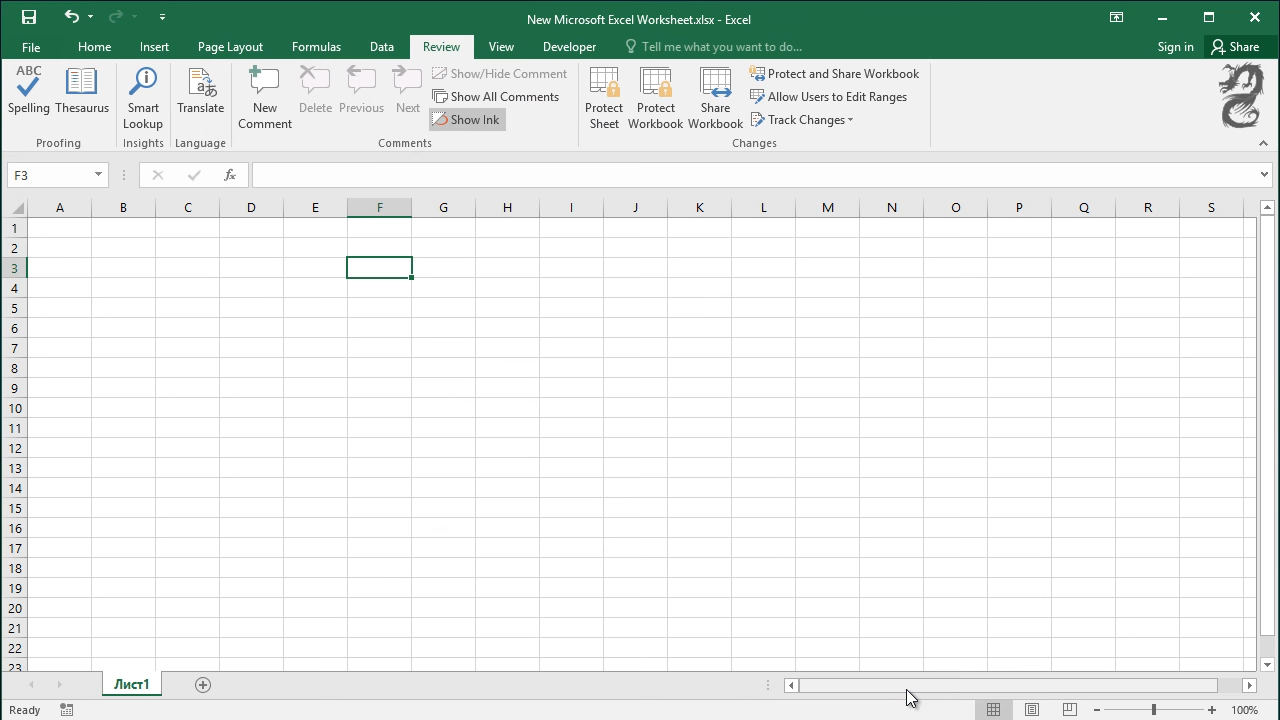 New Microsoft Excel Worksheet.xlsx - Excel
File Home Insert Page Layout Formulas Data Review View Developer Tell me what you want to do... Sign in Share
ABC
Spelling Thesaurus
Proofing
Smart Lookup
Insights
Translate
Language
New Comment
Delete Previous Next
Show/Hide Comment
Show All Comments
Show Ink
Comments
Protect Sheet
Protect Workbook
Share Workbook
Protect and Share Workbook
Allow Users to Edit Ranges
Track Changes
Changes
F3 fx
A B C D E F G H I J K L M N O P Q R S
1
2
3
4
5
6
7
8
9
10
11
12
13
14
15
16
17
18
19
20
21
22
23
Лист1
Ready 100%